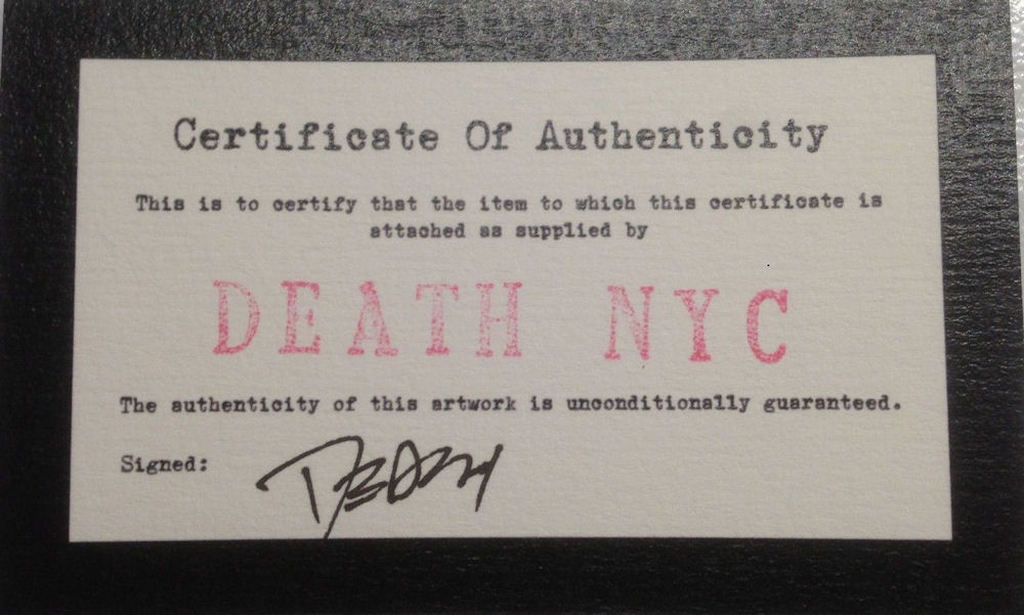 Certificate Of Authenticity
This is to certify that the item to which this certificate is
attached as supplied by
DEATH NYC
The authenticity of this artwork is unconditionally guaranteed.
Signed: